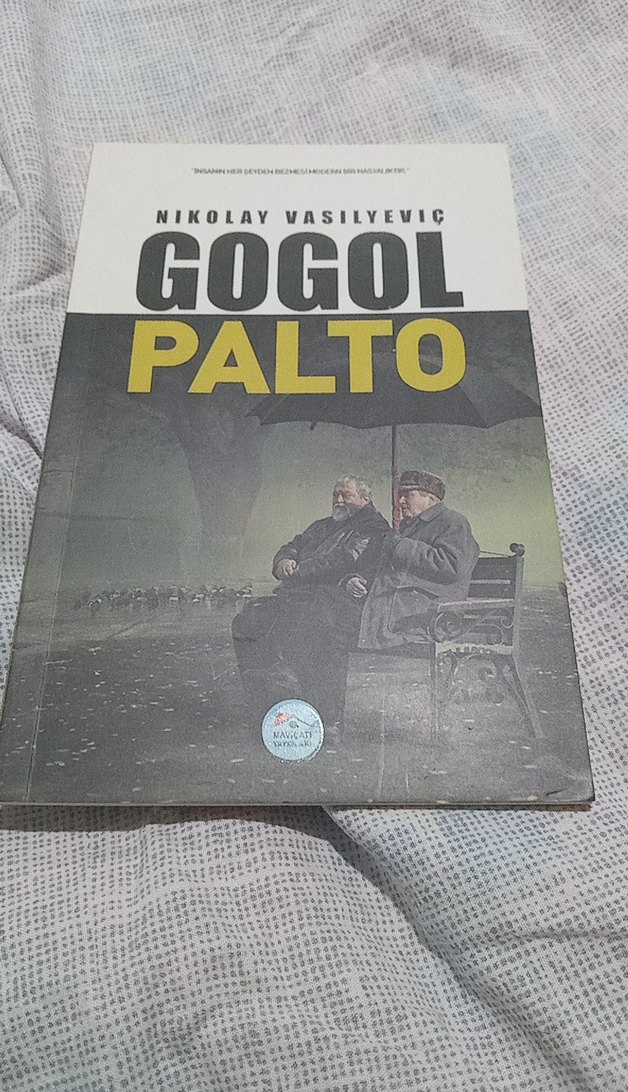 "İNSANIN HER ŞEYDEN BEZMESİ MODERN BİR HASTALIKTIR."
NIKOLAY VASILYEVIÇ
GOGOL
PALTO
MAVİÇATI
YAYINLARI